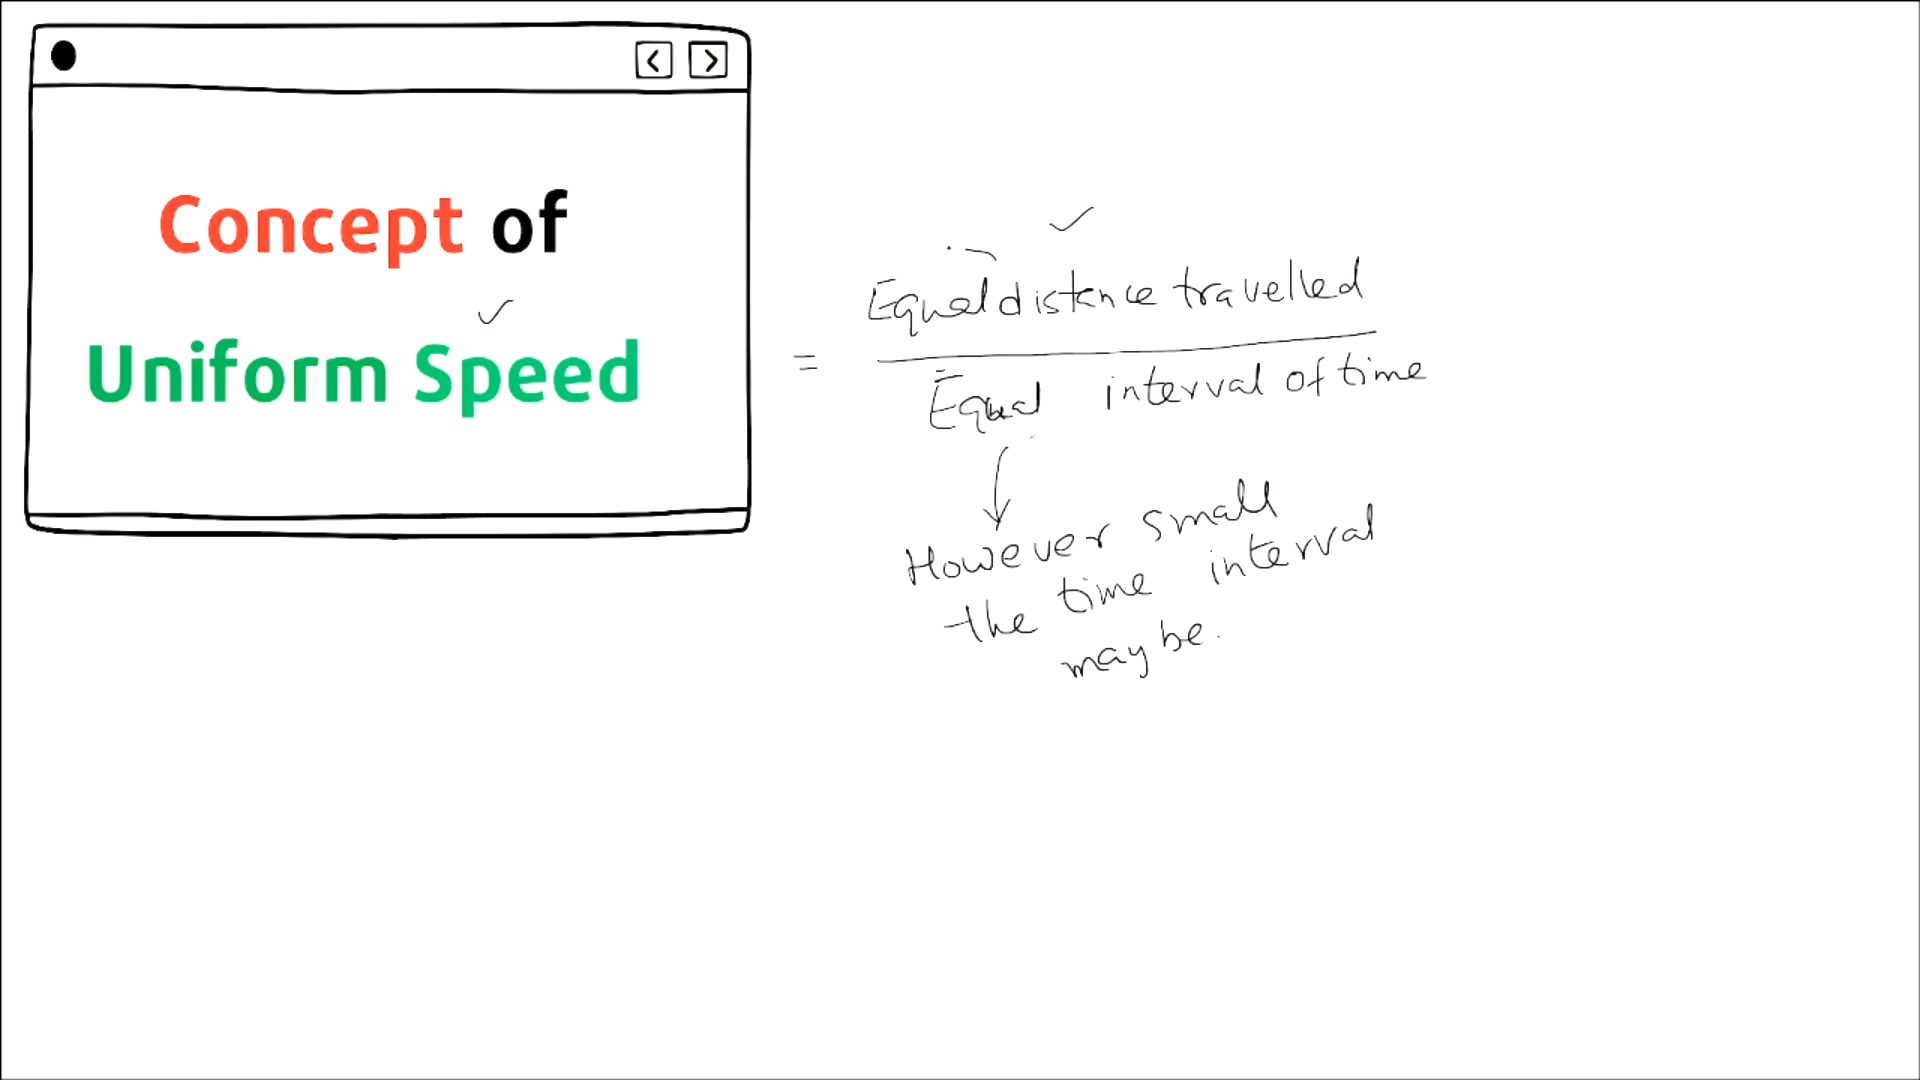 Concept of
Uniform Speed
= Equal distance travelled
Equal interval of time
However small
the time interval
may be.